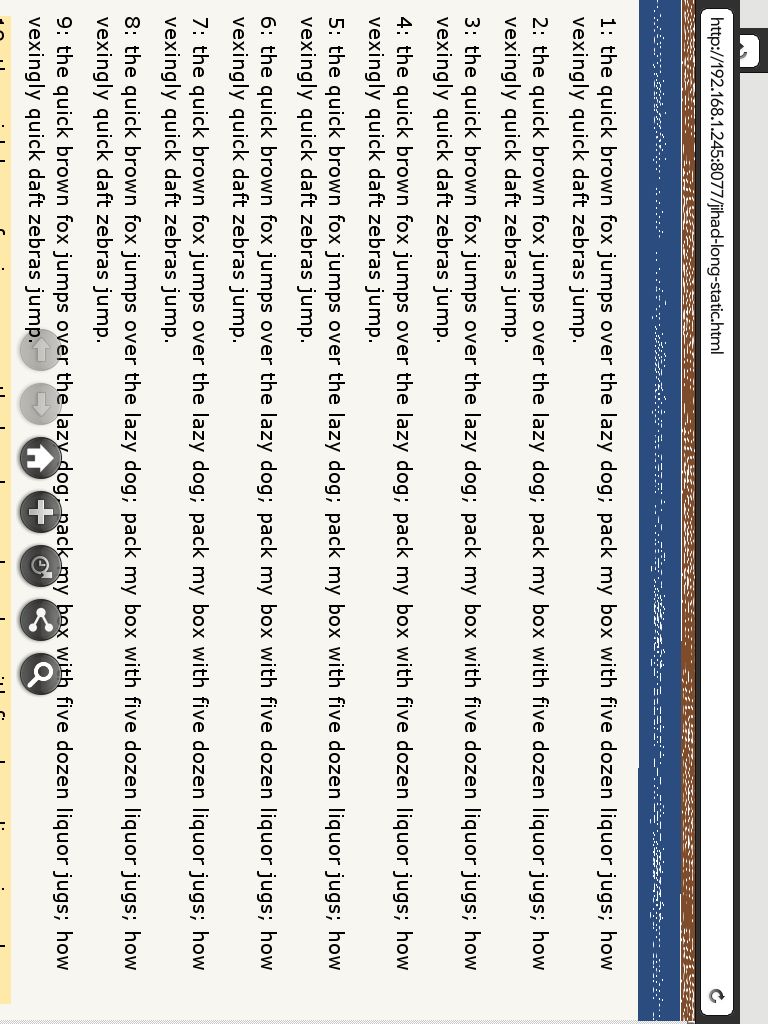 http://192.168.1.245:8077/jihad-long-static.html
1: the quick brown fox jumps over the lazy dog; pack my box with five dozen liquor jugs; how
vexingly quick daft zebras jump.
2: the quick brown fox jumps over the lazy dog; pack my box with five dozen liquor jugs; how
vexingly quick daft zebras jump.
3: the quick brown fox jumps over the lazy dog; pack my box with five dozen liquor jugs; how
vexingly quick daft zebras jump.
4: the quick brown fox jumps over the lazy dog; pack my box with five dozen liquor jugs; how
vexingly quick daft zebras jump.
5: the quick brown fox jumps over the lazy dog; pack my box with five dozen liquor jugs; how
vexingly quick daft zebras jump.
6: the quick brown fox jumps over the lazy dog; pack my box with five dozen liquor jugs; how
vexingly quick daft zebras jump.
7: the quick brown fox jumps over the lazy dog; pack my box with five dozen liquor jugs; how
vexingly quick daft zebras jump.
8: the quick brown fox jumps over the lazy dog; pack my box with five dozen liquor jugs; how
vexingly quick daft zebras jump.
9: the quick brown fox jumps over the lazy dog; pack my box with five dozen liquor jugs; how
vexingly quick daft zebras jump.